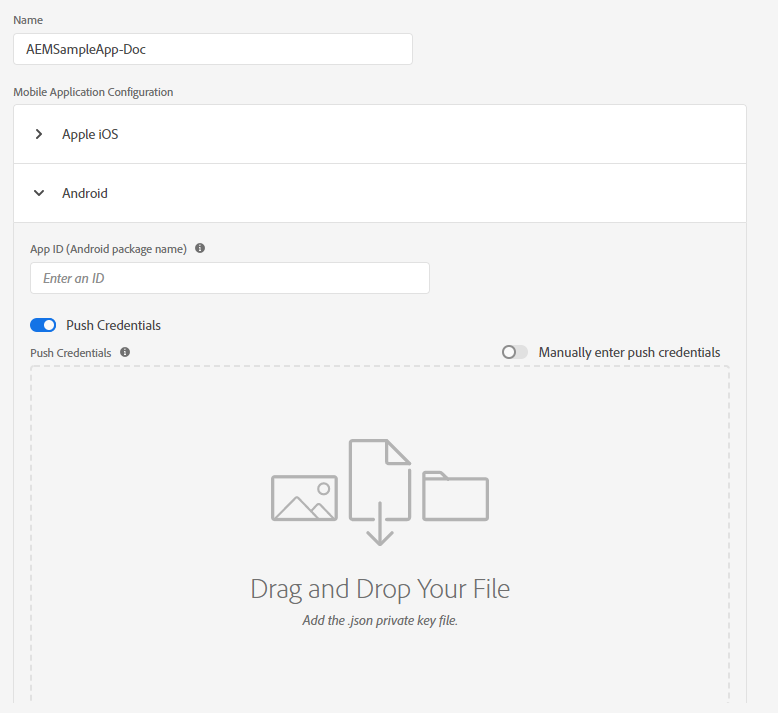 Name
AEMSampleApp-Doc
Mobile Application Configuration
Apple iOS
Android
App ID (Android package name)
Enter an ID
Push Credentials
Push Credentials
Manually enter push credentials
Drag and Drop Your File
Add the .json private key file.